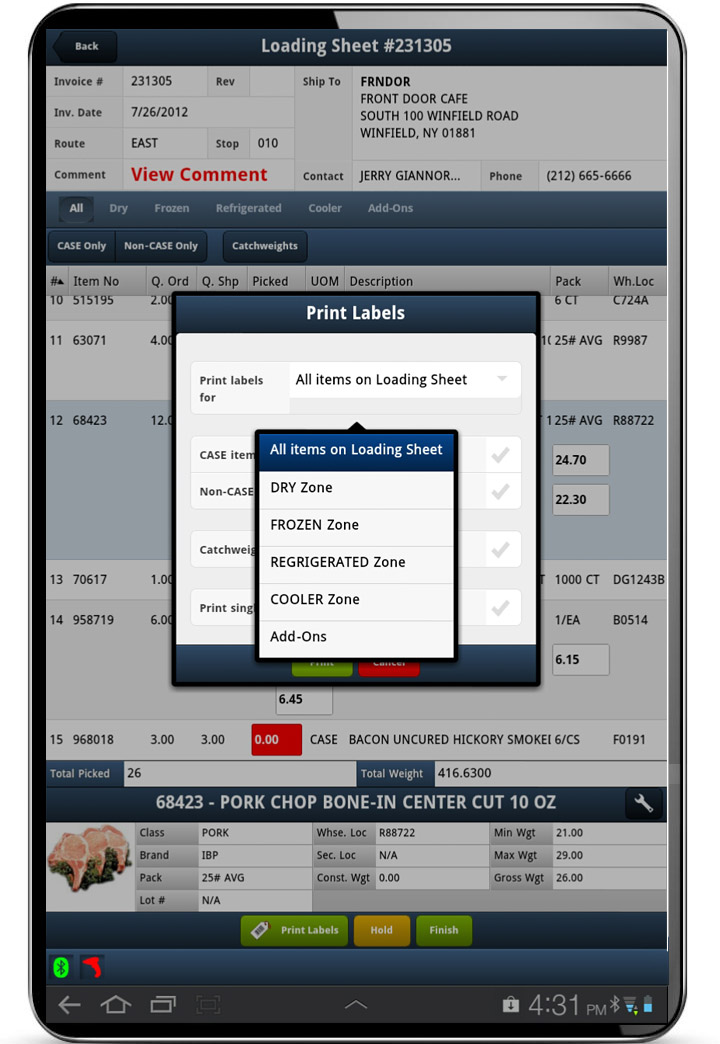 Back
Loading Sheet #231305
Invoice # 231305 Rev Ship To FRNDOR
FRONT DOOR CAFE
Inv. Date 7/26/2012 SOUTH 100 WINFIELD ROAD
WINFIELD, NY 01881
Route EAST Stop 010
Comment View Comment Contact JERRY GIANNOR... Phone (212) 665-6666
All Dry Frozen Refrigerated Cooler Add-Ons
CASE Only Non-CASE Only Catchweights
# Item No Q. Ord Q. Shp Picked UOM Description Pack Wh.Loc
10 515195 2.00 6 CT C724A
Print Labels
11 63071 4.00 25# AVG R9987
Print labels
for
All items on Loading Sheet
12 68423 12.0 25# AVG R88722
All items on Loading Sheet
CASE item 24.70
DRY Zone
Non-CASE 22.30
FROZEN Zone
Catchweig
REGRIGERATED Zone
13 70617 1.00 T 1000 CT DG1243B
COOLER Zone
Print sing
14 958719 6.00 1/EA B0514
Add-Ons
6.15
Print Cancel
6.45
15 968018 3.00 3.00 0.00 CASE BACON UNCURED HICKORY SMOKE 6/CS F0191
Total Picked 26 Total Weight 416.6300
68423 - PORK CHOP BONE-IN CENTER CUT 10 OZ
Class PORK Whse. Loc R88722 Min Wgt 21.00
Brand IBP Sec. Loc N/A Max Wgt 29.00
Pack 25# AVG Const. Wgt 0.00 Gross Wgt 26.00
Lot # N/A
Print Labels Hold Finish
4:31 PM